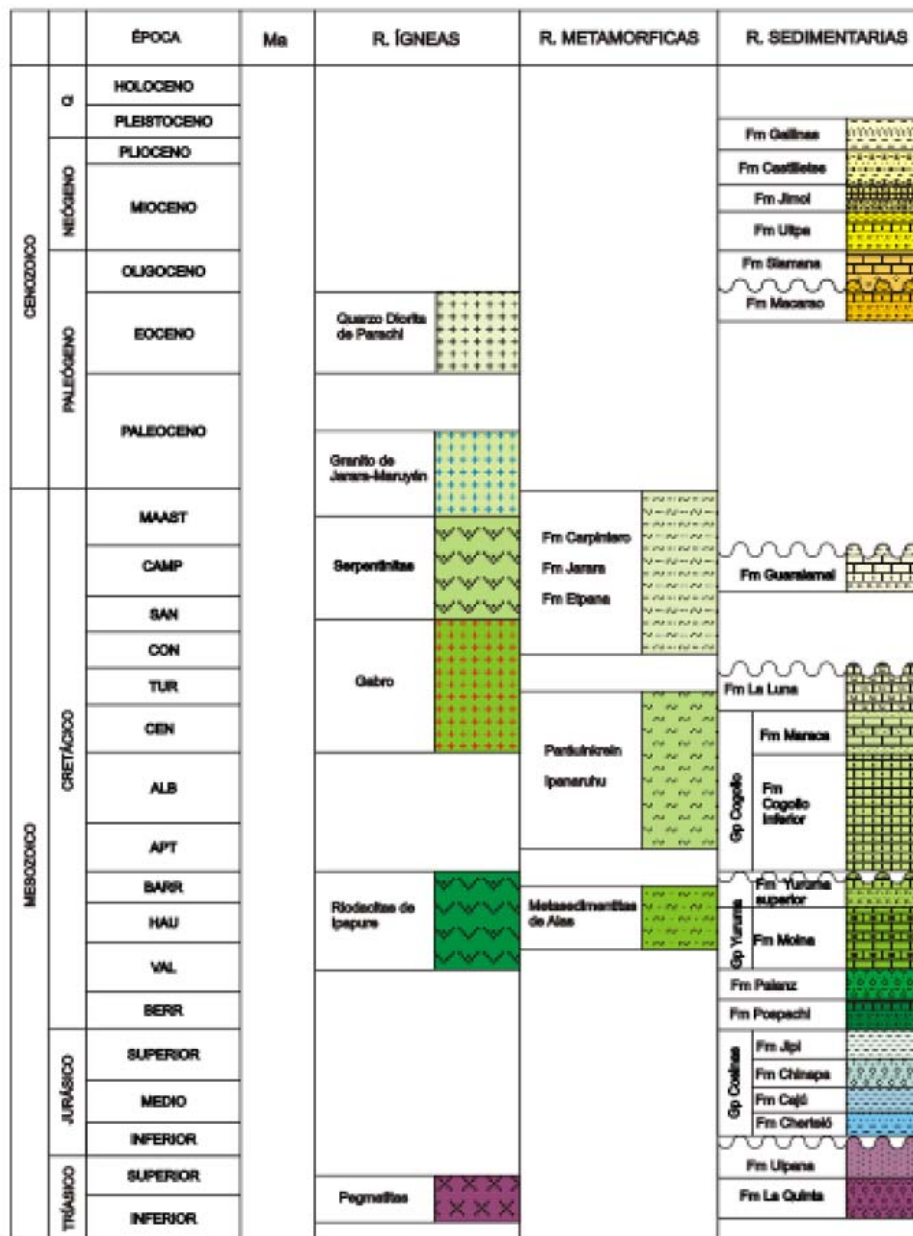 ÉPOCA
Ma
R. ÍGNEAS
R. METAMORFICAS
R. SEDIMENTARIAS
CENOZOICO
Q
HOLOCENO
PLEISTOCENO
NEÓGENO
PLIOCENO
MIOCENO
PALEÓGENO
OLIGOCENO
EOCENO
PALEOCENO
MESOZOICO
CRETÁCICO
MAAST
CAMP
SAN
CON
TUR
CEN
ALB
APT
BARR
HAU
VAL
BERR
JURÁSICO
SUPERIOR
MEDIO
INFERIOR
TRIÁSICO
SUPERIOR
INFERIOR
Quarzo Diorita
de Parachi
Granito de
Jarara-Maruyán
Serpentinitas
Gabro
Riodacitas de
Ipapure
Pegmatitas
Fm Carpintero
Fm Jarara
Fm Etpana
Ipanaruhu
Metasedimentitas
de Alas
Fm Gallinas
Fm Castilletes
Fm Jimol
Fm Uitpa
Fm Siamana
Fm Macarao
Fm Guaralamai
Fm La Luna
Gp Cogollo
Fm Maraca
Fm
Cogollo
Inferior
Gp Yuruma
Fm Yuruma
superior
Fm Moina
Fm Palanz
Fm Poepachi
Gp Cosinas
Fm Jipi
Fm Chinapa
Fm Cajú
Fm Cheterló
Fm Uipana
Fm La Quinta